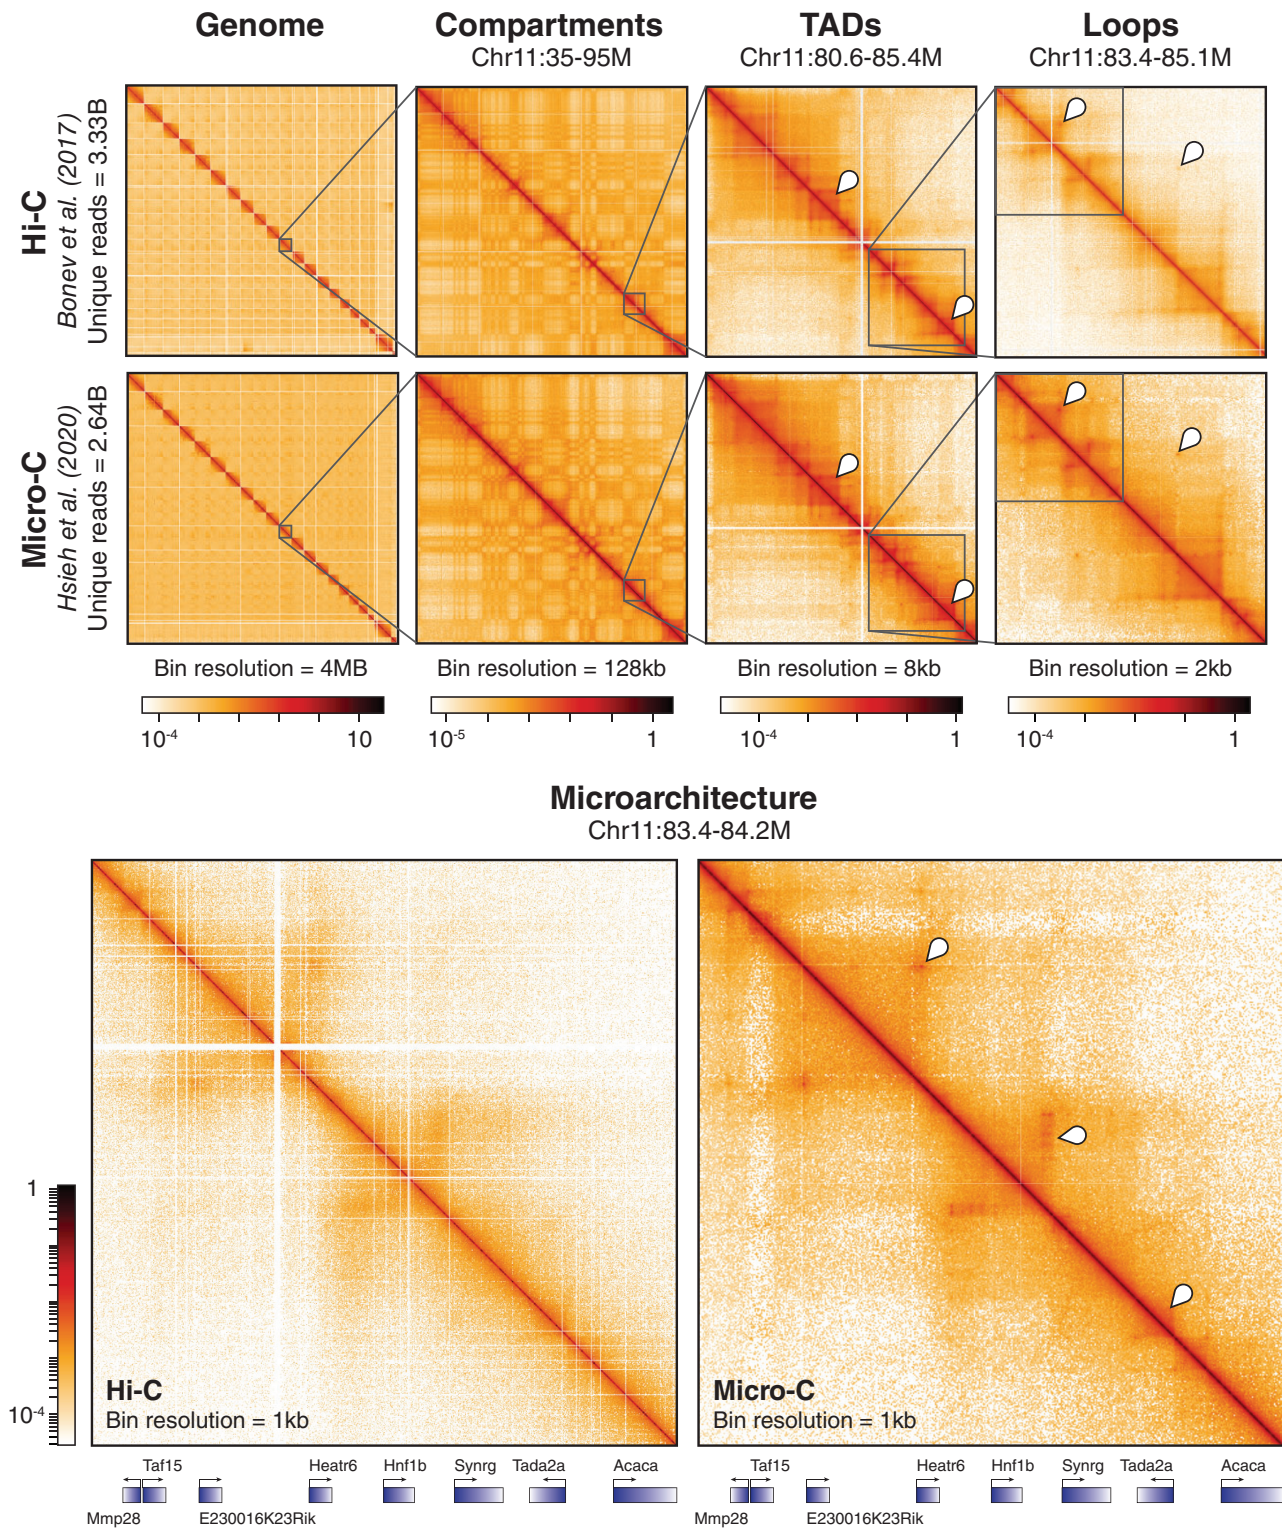 Genome
Compartments
Chr11:35-95M
TADs
Chr11:80.6-85.4M
Loops
Chr11:83.4-85.1M
Hi-C
Bonev et al. (2017)
Unique reads = 3.33B
Micro-C
Hsieh et al. (2020)
Unique reads = 2.64B
Bin resolution = 4MB
Bin resolution = 128kb
Bin resolution = 8kb
Bin resolution = 2kb
10⁻⁴ 10
10⁻⁵ 1
10⁻⁴ 1
10⁻⁴ 1
Microarchitecture
Chr11:83.4-84.2M
1
10⁻⁴
Hi-C
Bin resolution = 1kb
Micro-C
Bin resolution = 1kb
Taf15 Heatr6 Hnf1b Synrg Tada2a Acaca
Mmp28 E230016K23Rik
Taf15 Heatr6 Hnf1b Synrg Tada2a Acaca
Mmp28 E230016K23Rik